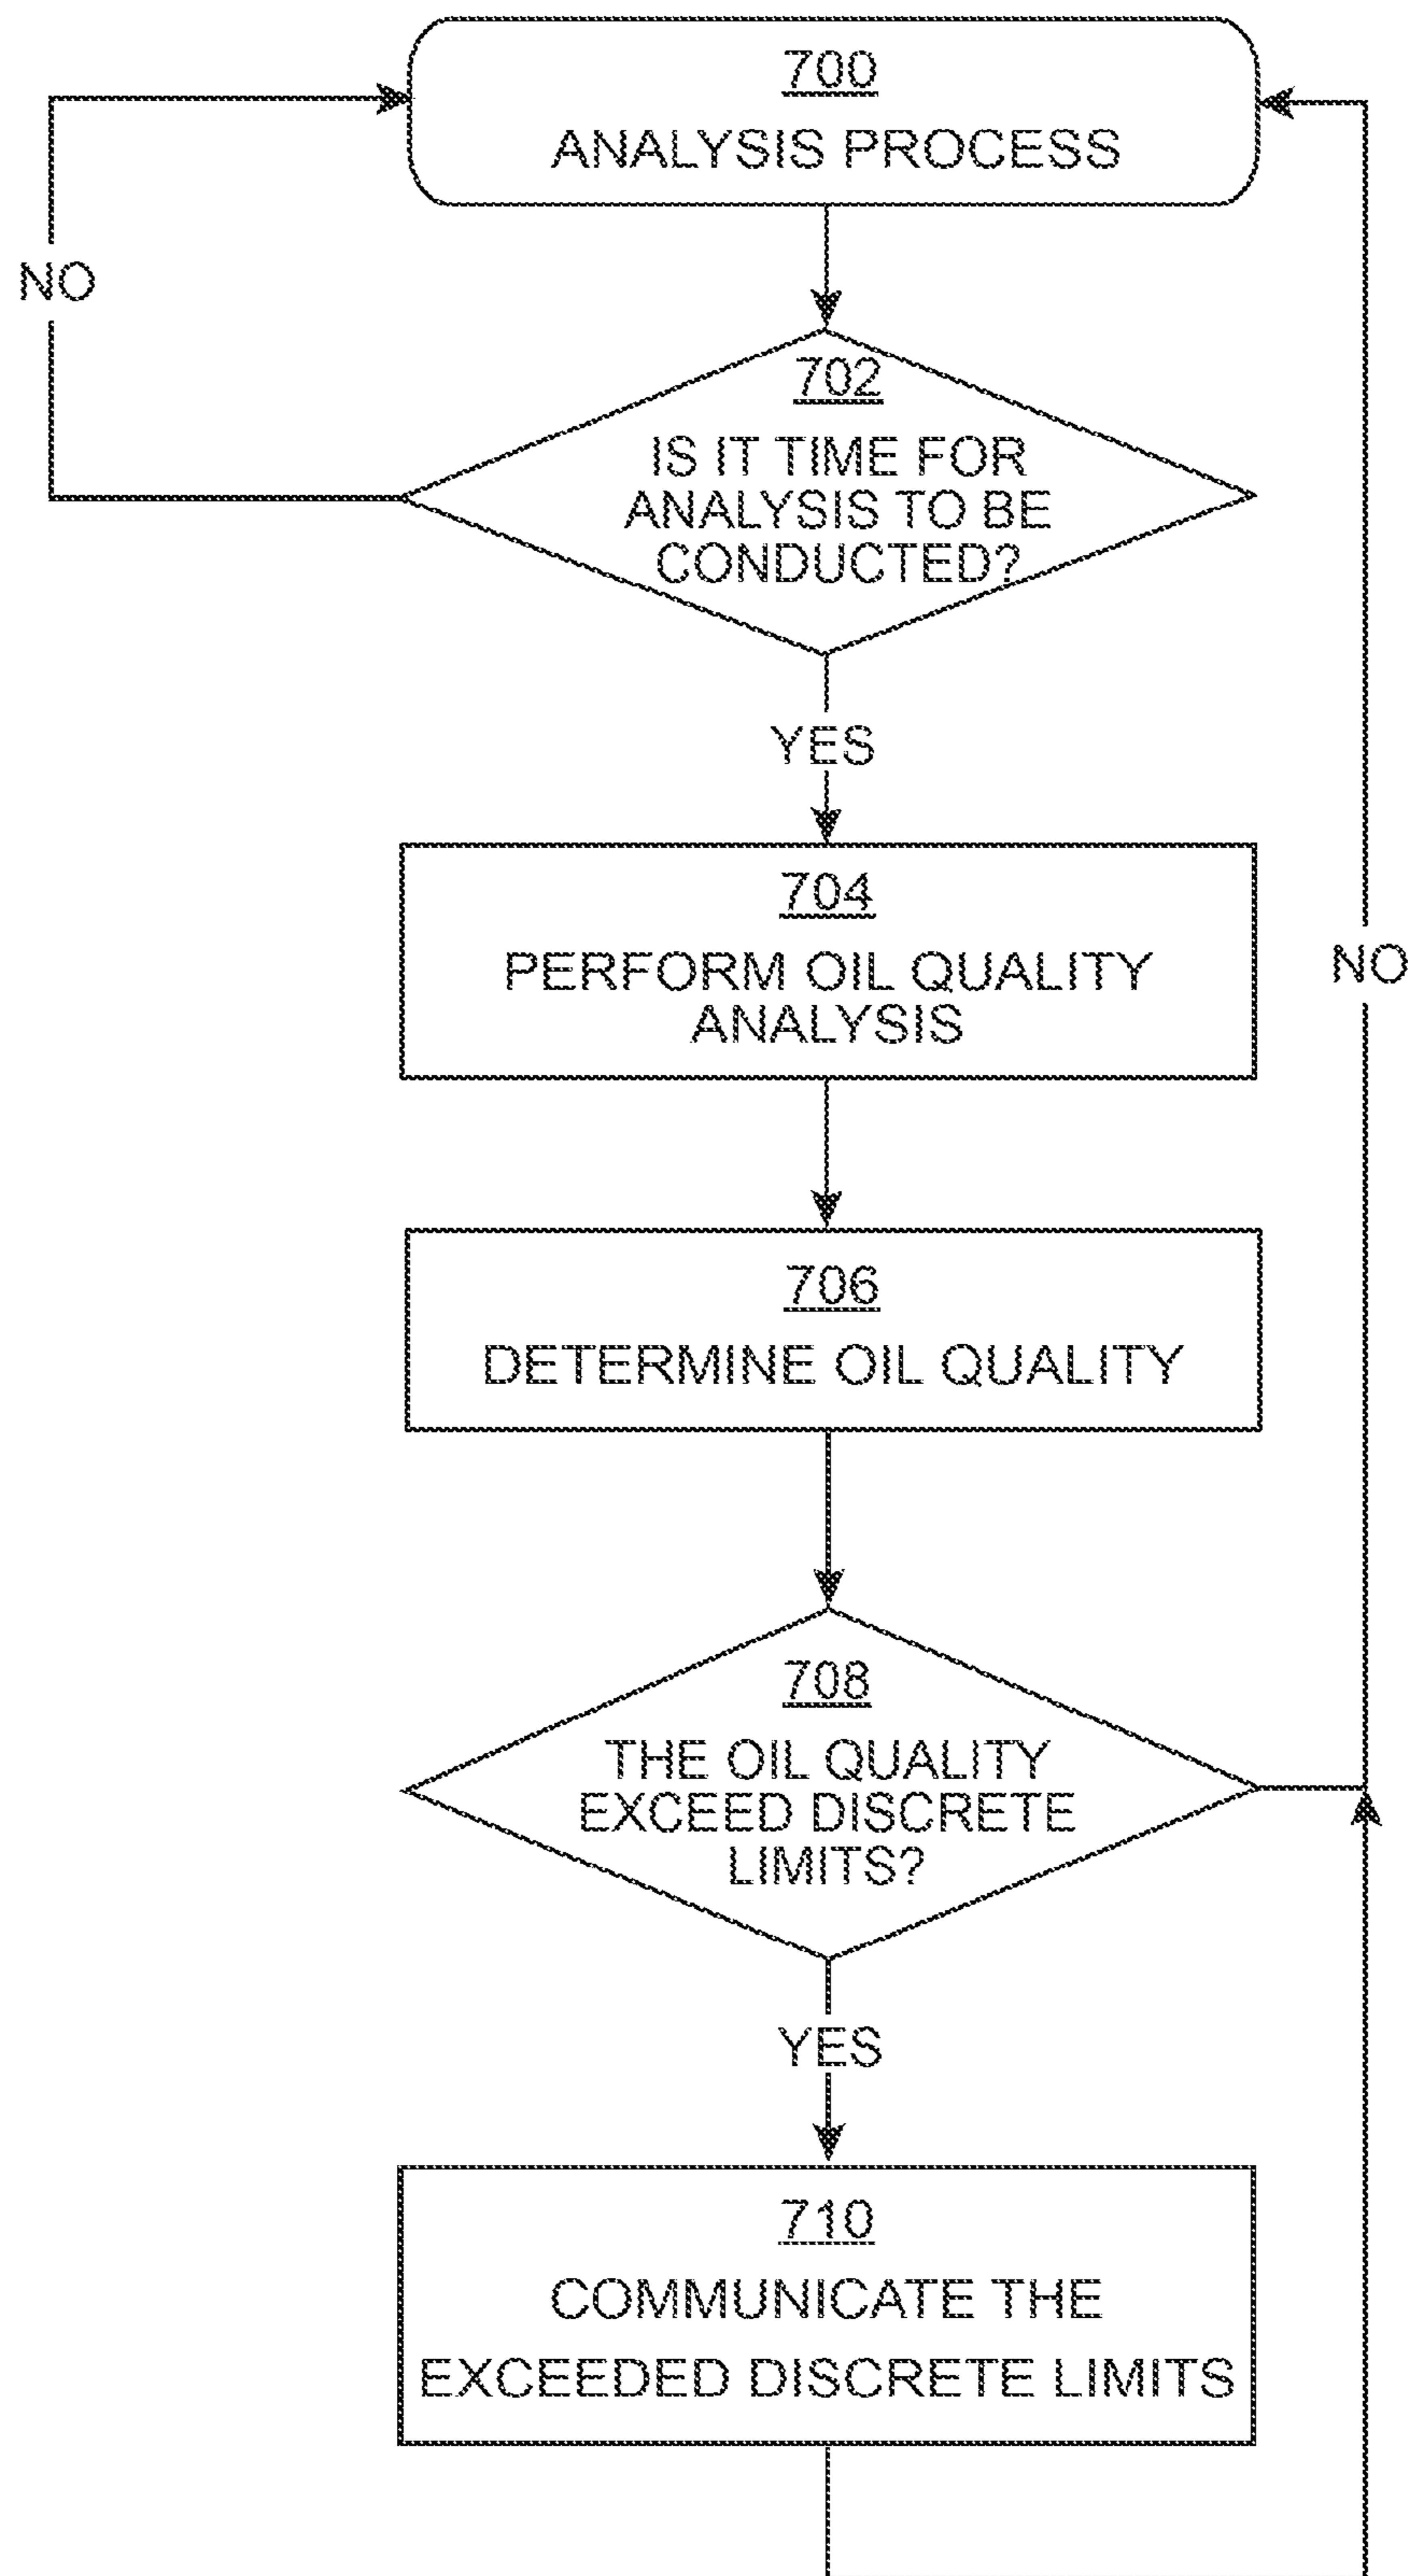 700
ANALYSIS PROCESS
NO
702
IS IT TIME FOR
ANALYSIS TO BE
CONDUCTED?
YES
704
PERFORM OIL QUALITY
ANALYSIS
NO
706
DETERMINE OIL QUALITY
708
THE OIL QUALITY
EXCEED DISCRETE
LIMITS?
YES
710
COMMUNICATE THE
EXCEEDED DISCRETE LIMITS